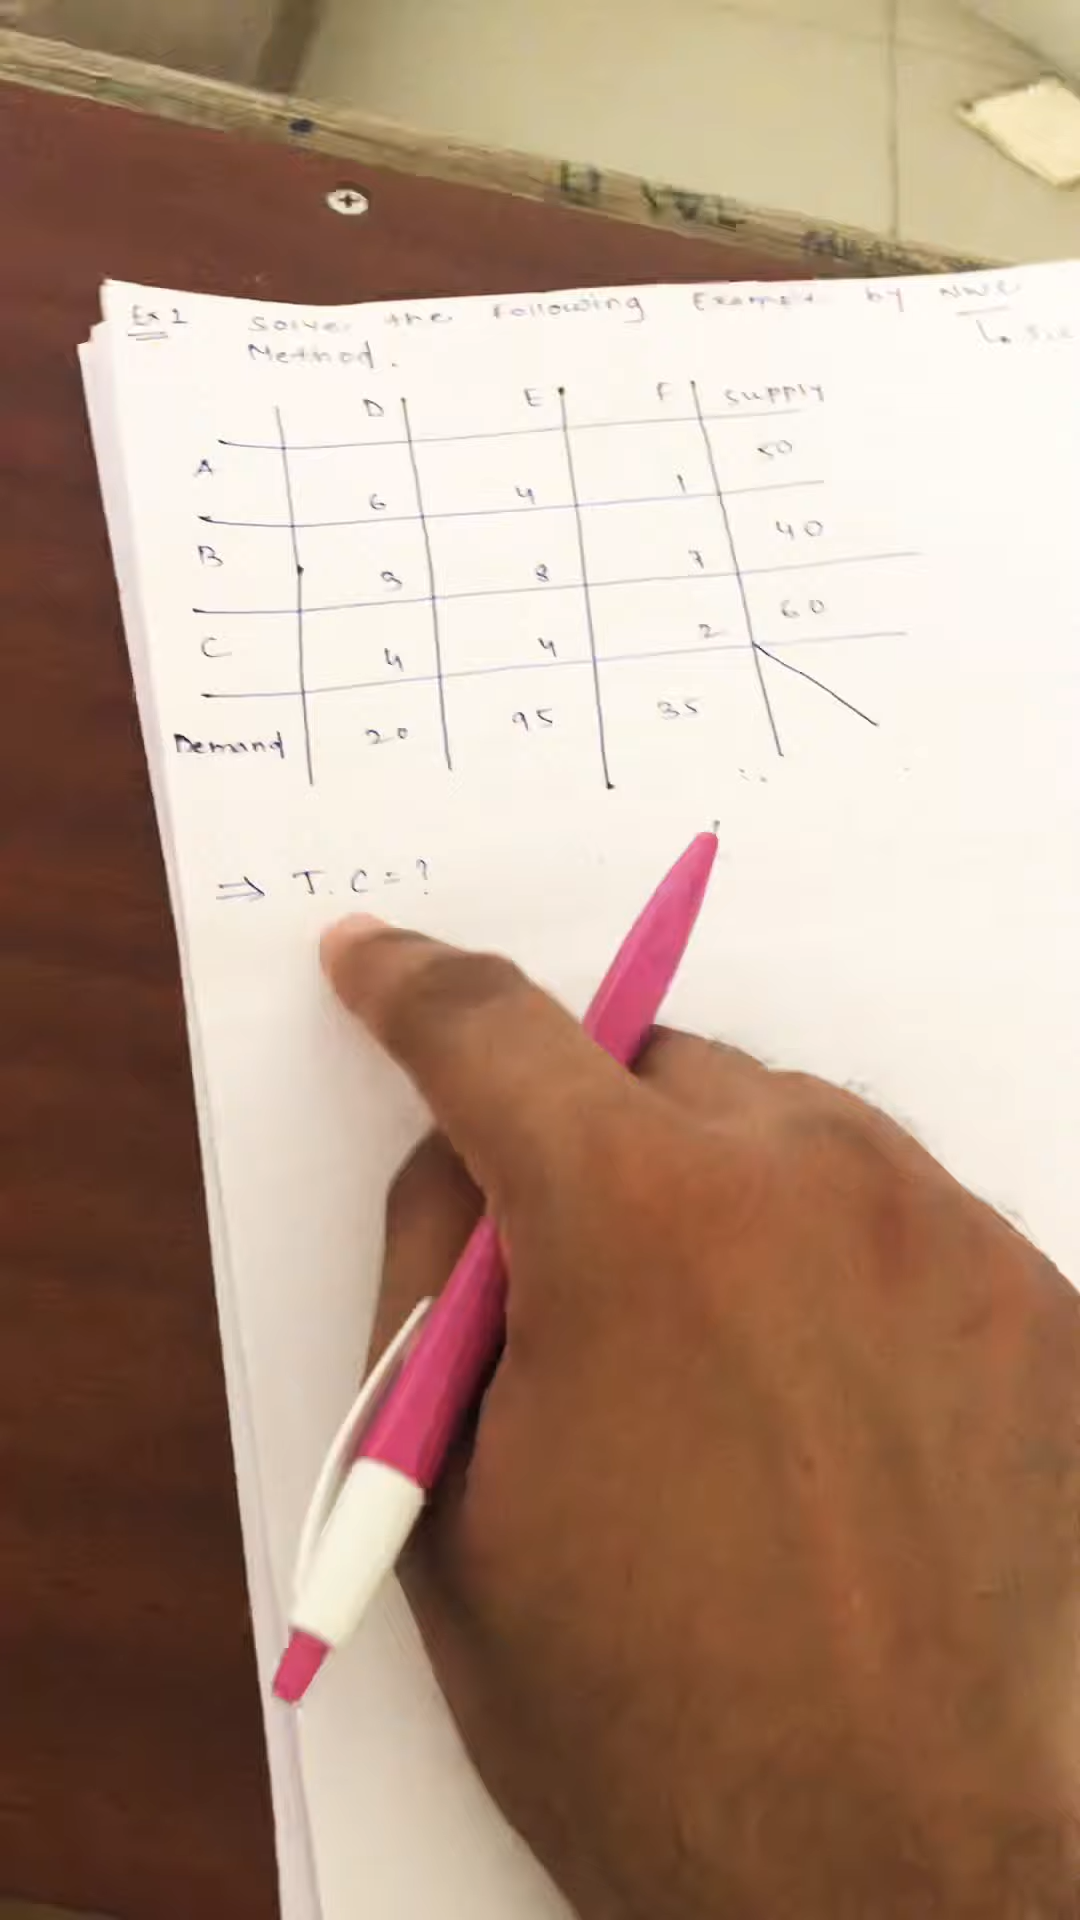 Ex 1 Solve the Following Example by NWC
Method.
D E F Supply
A 6 4 1 50
B 9 8 7 40
C 4 4 2 60
Demand 20 95 35
⇒ T.C = ?